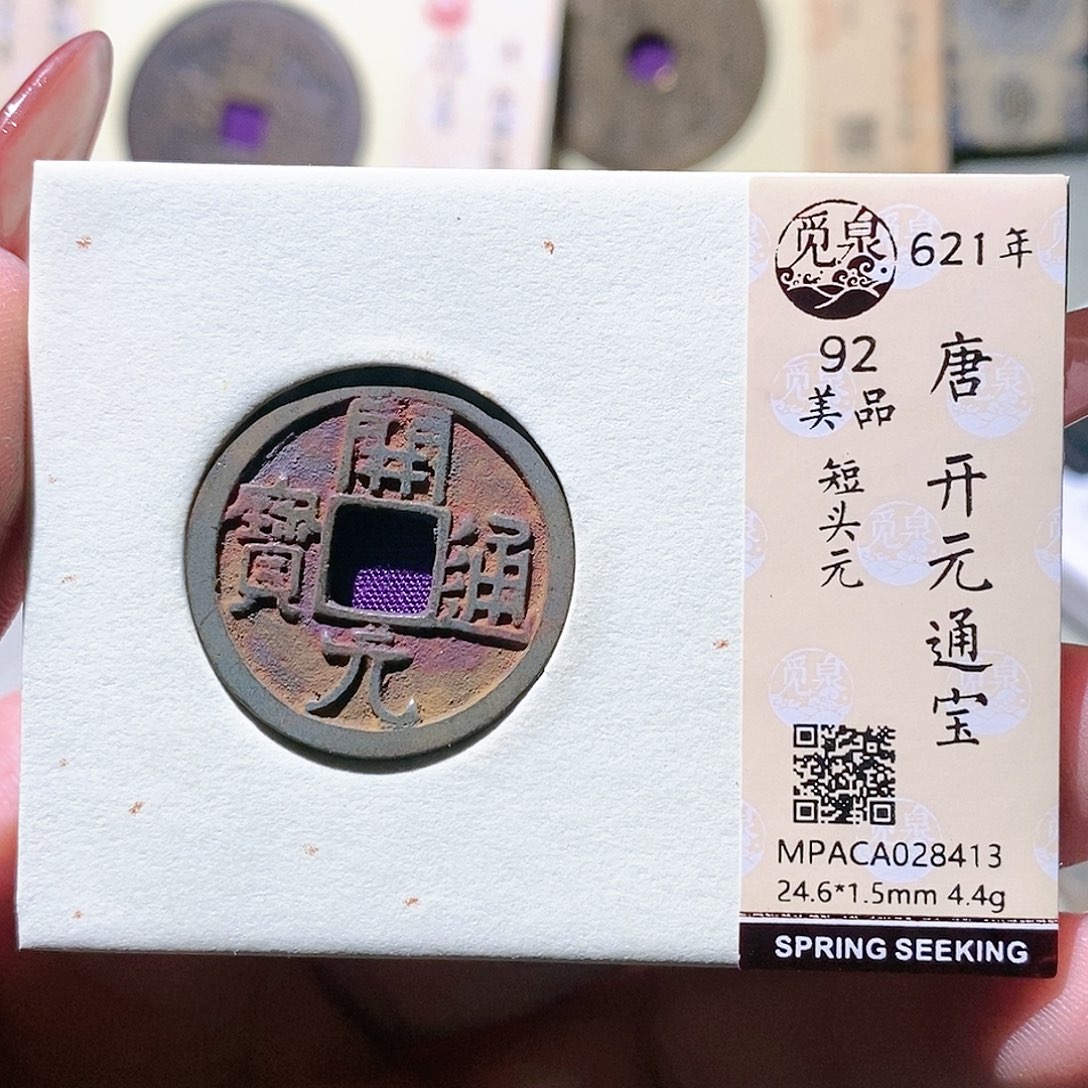 開
通
元
寶
觅泉
621年
92
美品
短头元
唐开元通宝
MPACA028413
24.6*1.5mm 4.4g
SPRING SEEKING